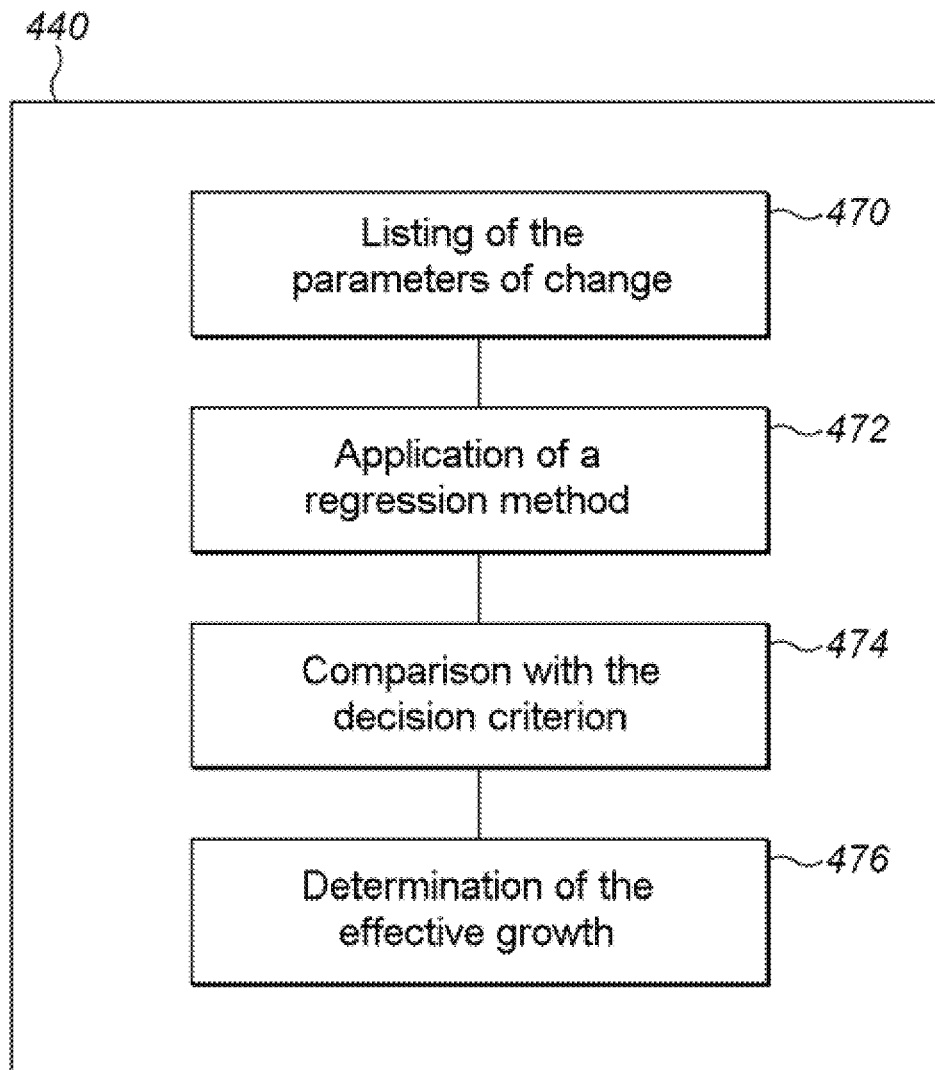 440
Listing of the
parameters of change
470
Application of a
regression method
472
Comparison with the
decision criterion
474
Determination of the
effective growth
476